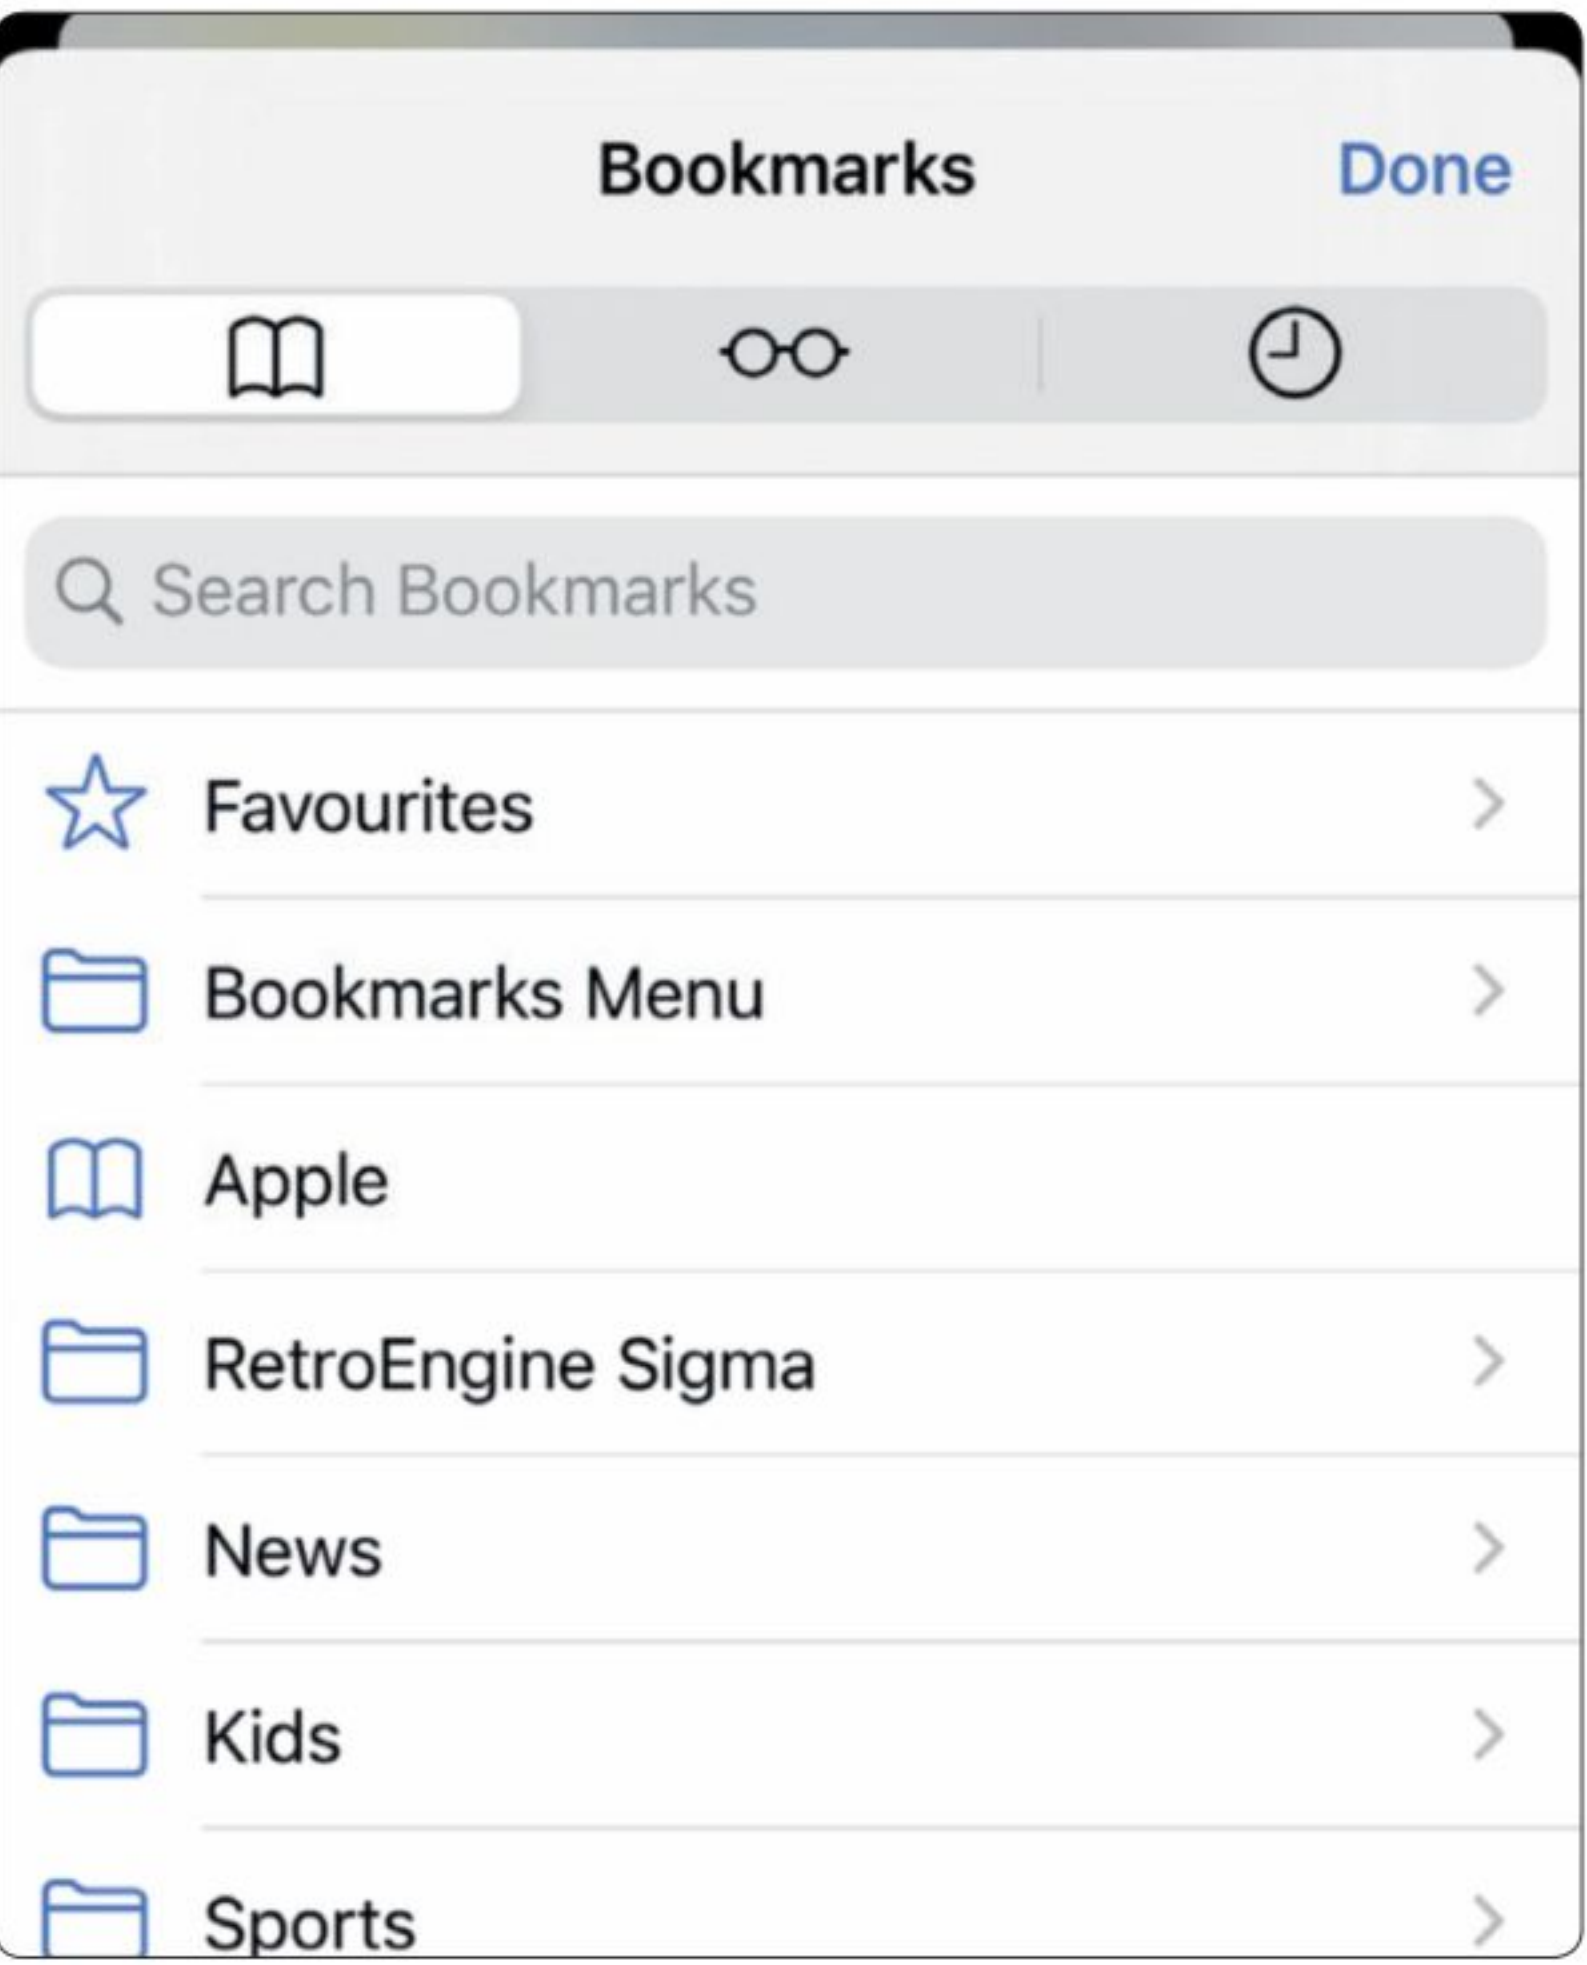 Bookmarks
Done
Search Bookmarks
Favourites
Bookmarks Menu
Apple
RetroEngine Sigma
News
Kids
Sports